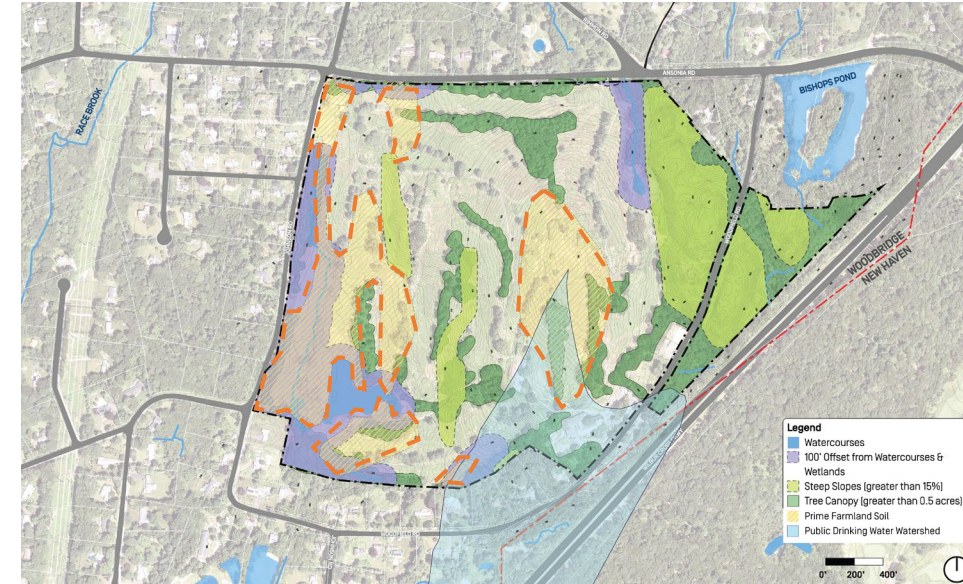 RACE BROOK
ANSONIA RD
BISHOPS POND
WOODBRIDGE
NEW HAVEN
Legend
Watercourses
100' Offset from Watercourses &
Wetlands
Steep Slopes (greater than 15%)
Tree Canopy (greater than 0.5 acres)
Prime Farmland Soil
Public Drinking Water Watershed
0' 200' 400'